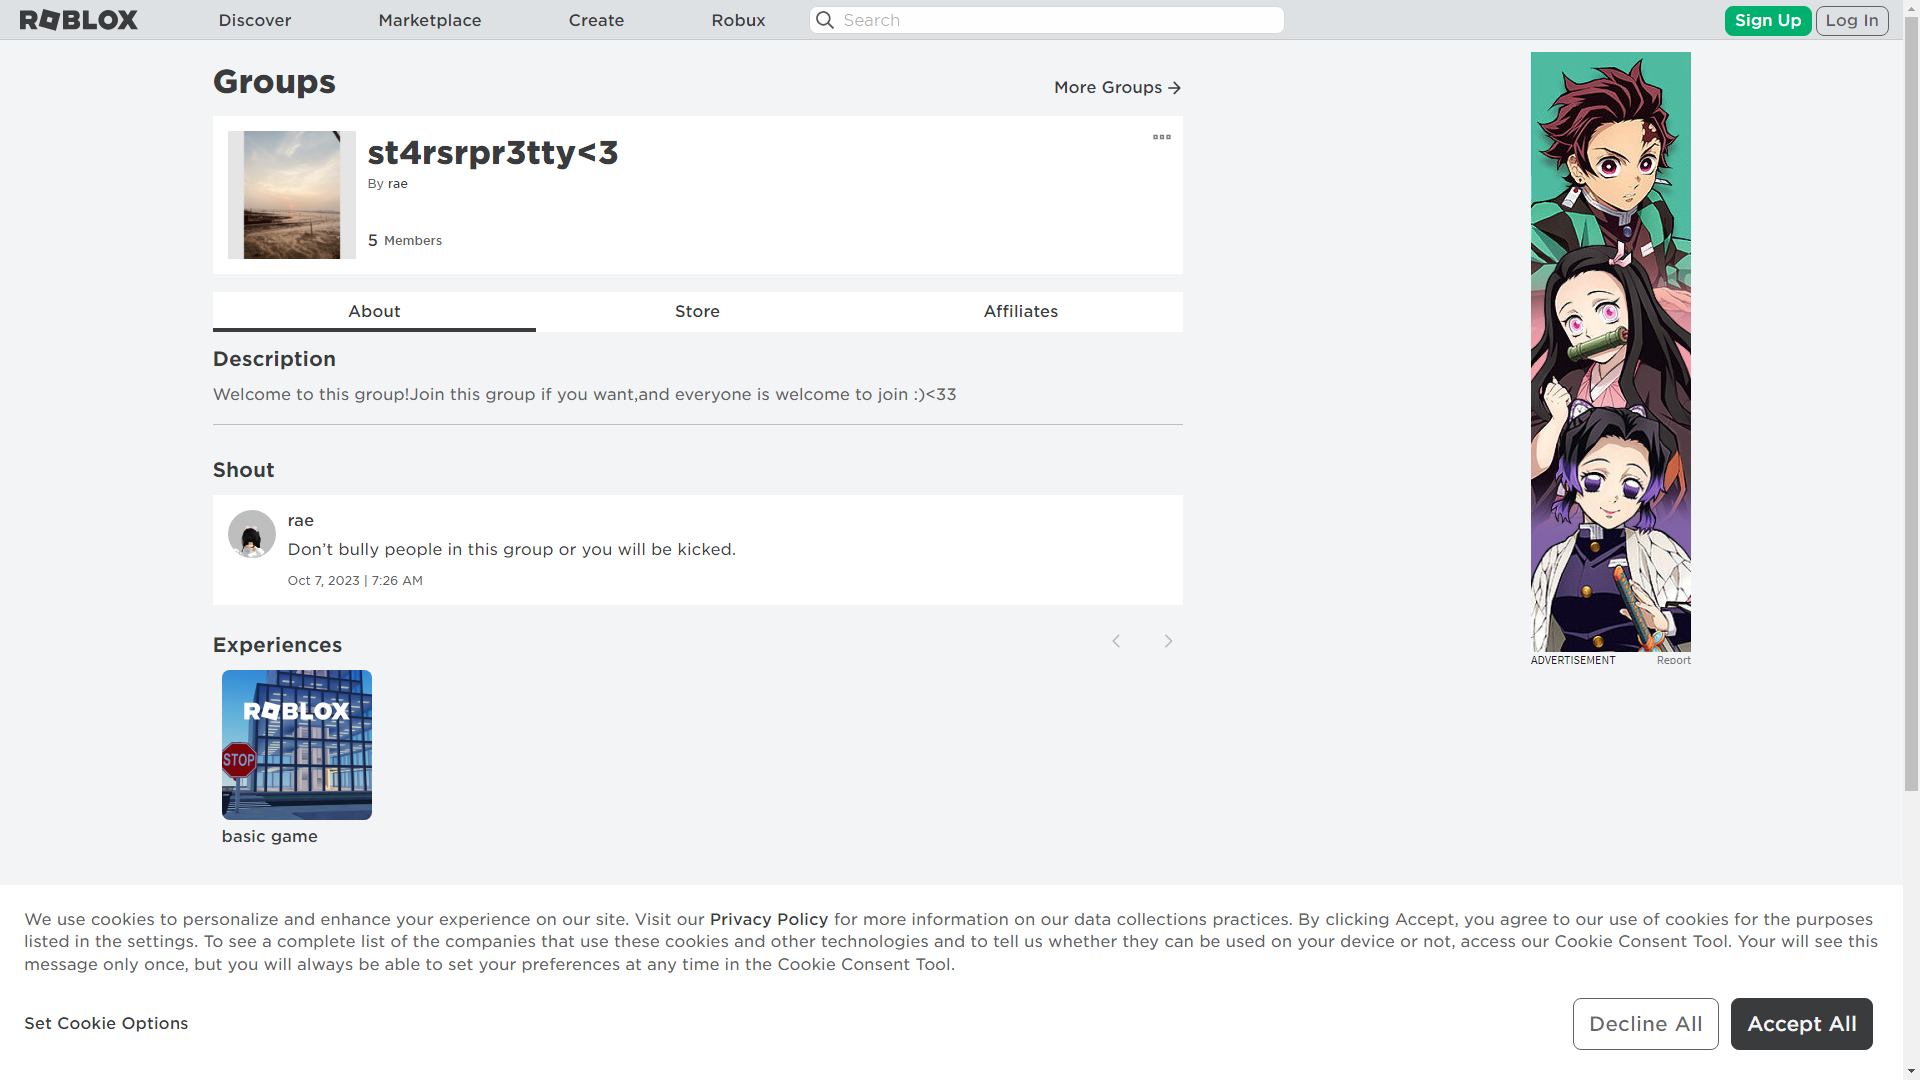 ROBLOX
Discover
Marketplace
Create
Robux
Search
Sign Up
Log In
Groups
More Groups
st4rsrpr3tty<3
By rae
5 Members
About
Store
Affiliates
Description
Welcome to this group!Join this group if you want,and everyone is welcome to join :)<33
Shout
rae
Don’t bully people in this group or you will be kicked.
Oct 7, 2023 | 7:26 AM
Experiences
ROBLOX
STOP
basic game
ADVERTISEMENT
Report
We use cookies to personalize and enhance your experience on our site. Visit our Privacy Policy for more information on our data collections practices. By clicking Accept, you agree to our use of cookies for the purposes
listed in the settings. To see a complete list of the companies that use these cookies and other technologies and to tell us whether they can be used on your device or not, access our Cookie Consent Tool. Your will see this
message only once, but you will always be able to set your preferences at any time in the Cookie Consent Tool.
Set Cookie Options
Decline All
Accept All